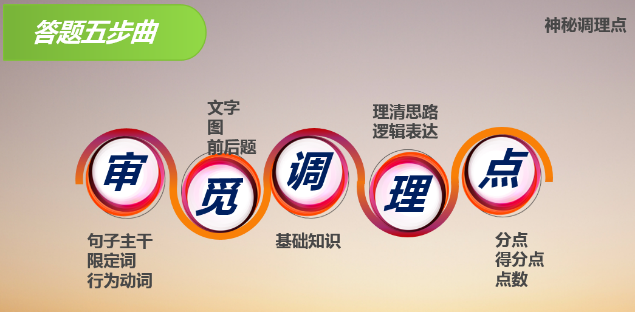 答题五步曲
神秘调理点
审
句子主干
限定词
行为动词
文字
图
前后题
觅
调
基础知识
理清思路
逻辑表达
理
点
分点
得分点
点数